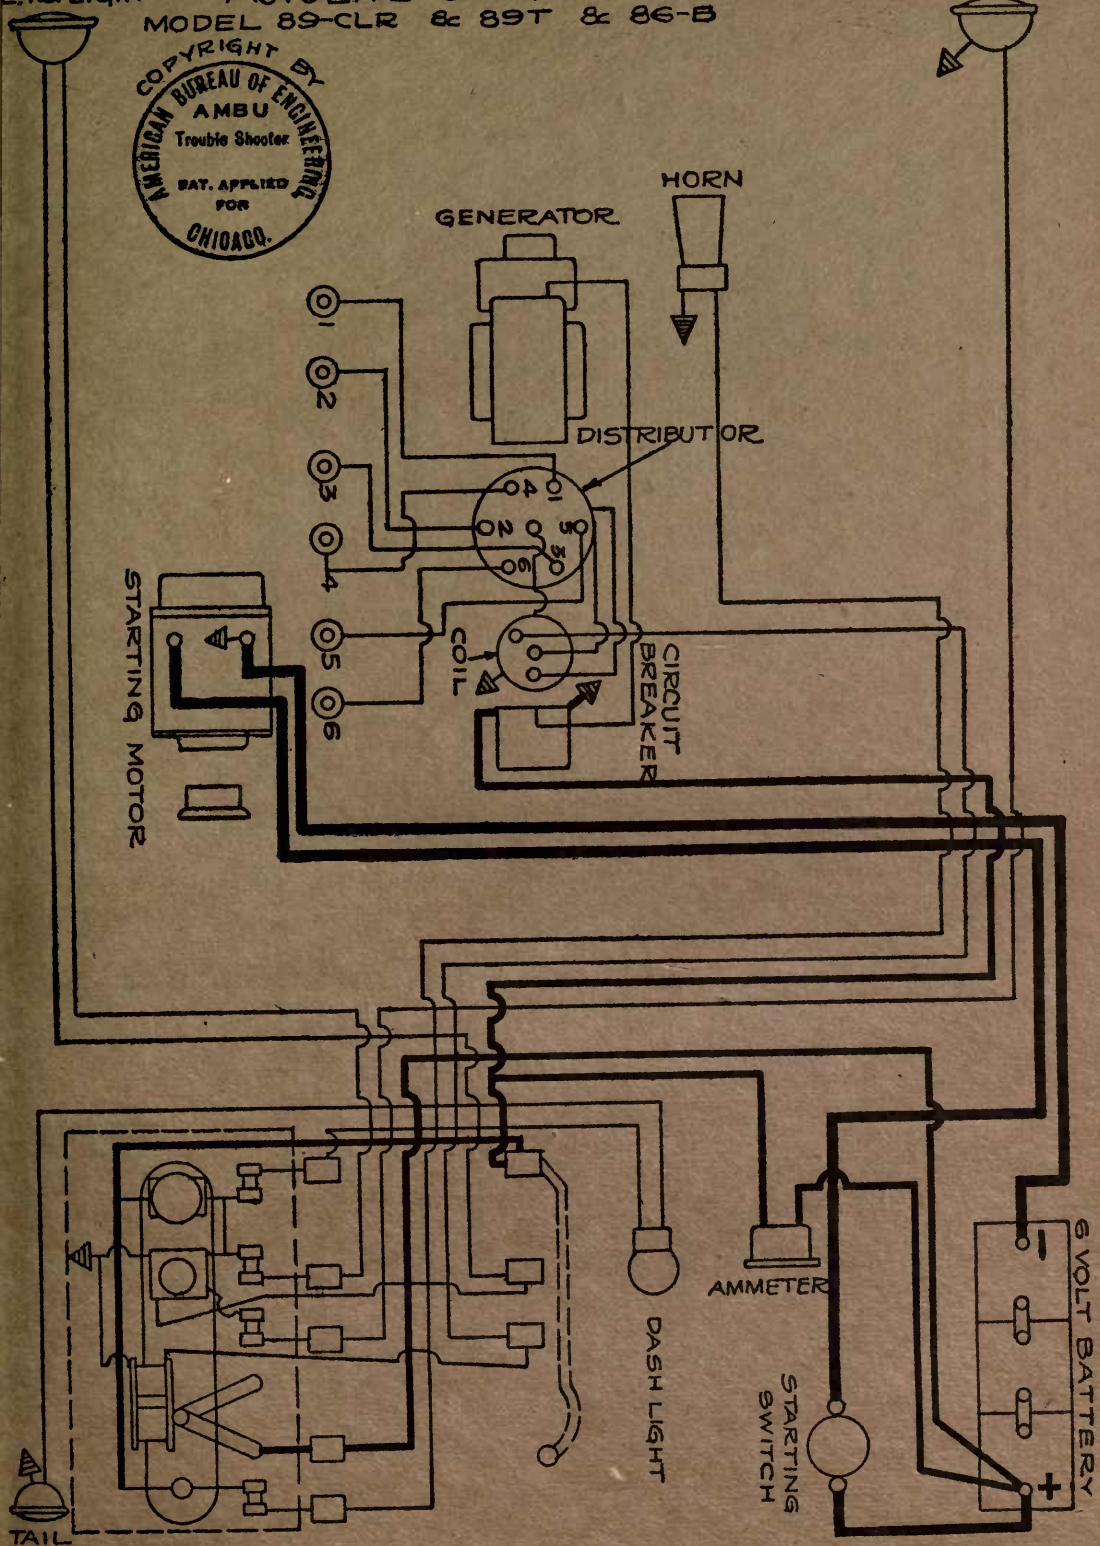 MODEL 89-CLR & 89T & 86-B
COPYRIGHT BY
AMERICAN BUREAU OF ENGINEERING
AMBU
Trouble Shooter
PAT. APPLIED
FOR
CHICAGO.
HORN
GENERATOR
1
2
3
4
5
6
DISTRIBUTOR
4
1
2
5
3
6
COIL
CIRCUIT
BREAKER
STARTING MOTOR
AMMETER
DASH LIGHT
STARTING
SWITCH
6 VOLT BATTERY
-
+
TAIL